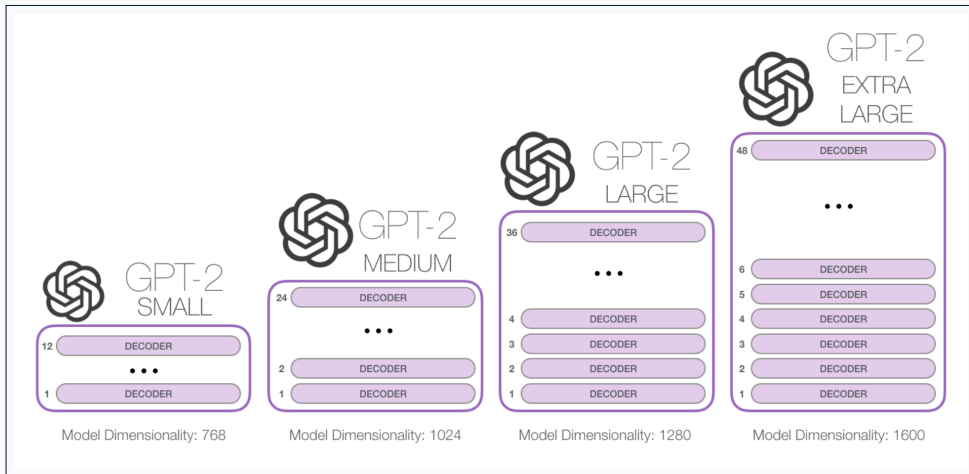 GPT-2
SMALL
12 DECODER
...
1 DECODER
Model Dimensionality: 768
GPT-2
MEDIUM
24 DECODER
...
2 DECODER
1 DECODER
Model Dimensionality: 1024
GPT-2
LARGE
36 DECODER
...
4 DECODER
3 DECODER
2 DECODER
1 DECODER
Model Dimensionality: 1280
GPT-2
EXTRA
LARGE
48 DECODER
...
6 DECODER
5 DECODER
4 DECODER
3 DECODER
2 DECODER
1 DECODER
Model Dimensionality: 1600